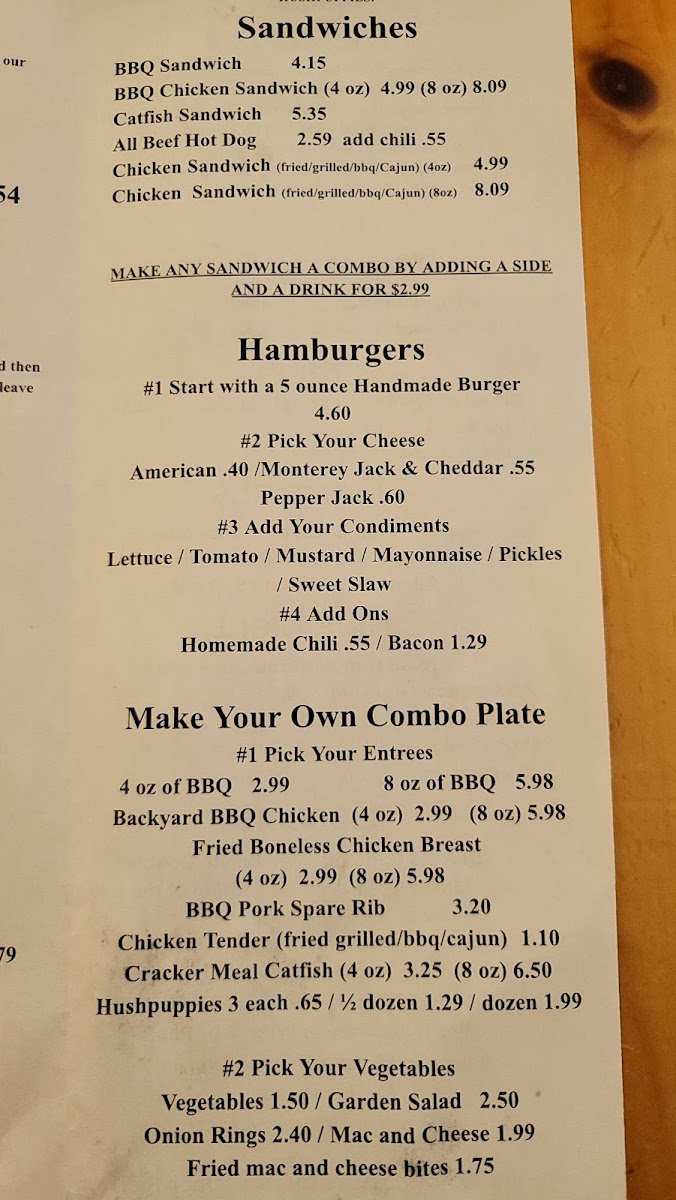 our
54
d then
leave
79
Sandwiches
BBQ Sandwich 4.15
BBQ Chicken Sandwich (4 oz) 4.99 (8 oz) 8.09
Catfish Sandwich 5.35
All Beef Hot Dog 2.59 add chili .55
Chicken Sandwich (fried/grilled/bbq/Cajun) (4oz) 4.99
Chicken Sandwich (fried/grilled/bbq/Cajun) (8oz) 8.09
MAKE ANY SANDWICH A COMBO BY ADDING A SIDE
AND A DRINK FOR $2.99
Hamburgers
#1 Start with a 5 ounce Handmade Burger
4.60
#2 Pick Your Cheese
American .40 /Monterey Jack & Cheddar .55
Pepper Jack .60
#3 Add Your Condiments
Lettuce / Tomato / Mustard / Mayonnaise / Pickles
/ Sweet Slaw
#4 Add Ons
Homemade Chili .55 / Bacon 1.29
Make Your Own Combo Plate
#1 Pick Your Entrees
4 oz of BBQ 2.99 8 oz of BBQ 5.98
Backyard BBQ Chicken (4 oz) 2.99 (8 oz) 5.98
Fried Boneless Chicken Breast
(4 oz) 2.99 (8 oz) 5.98
BBQ Pork Spare Rib 3.20
Chicken Tender (fried grilled/bbq/cajun) 1.10
Cracker Meal Catfish (4 oz) 3.25 (8 oz) 6.50
Hushpuppies 3 each .65 / ½ dozen 1.29 / dozen 1.99
#2 Pick Your Vegetables
Vegetables 1.50 / Garden Salad 2.50
Onion Rings 2.40 / Mac and Cheese 1.99
Fried mac and cheese bites 1.75